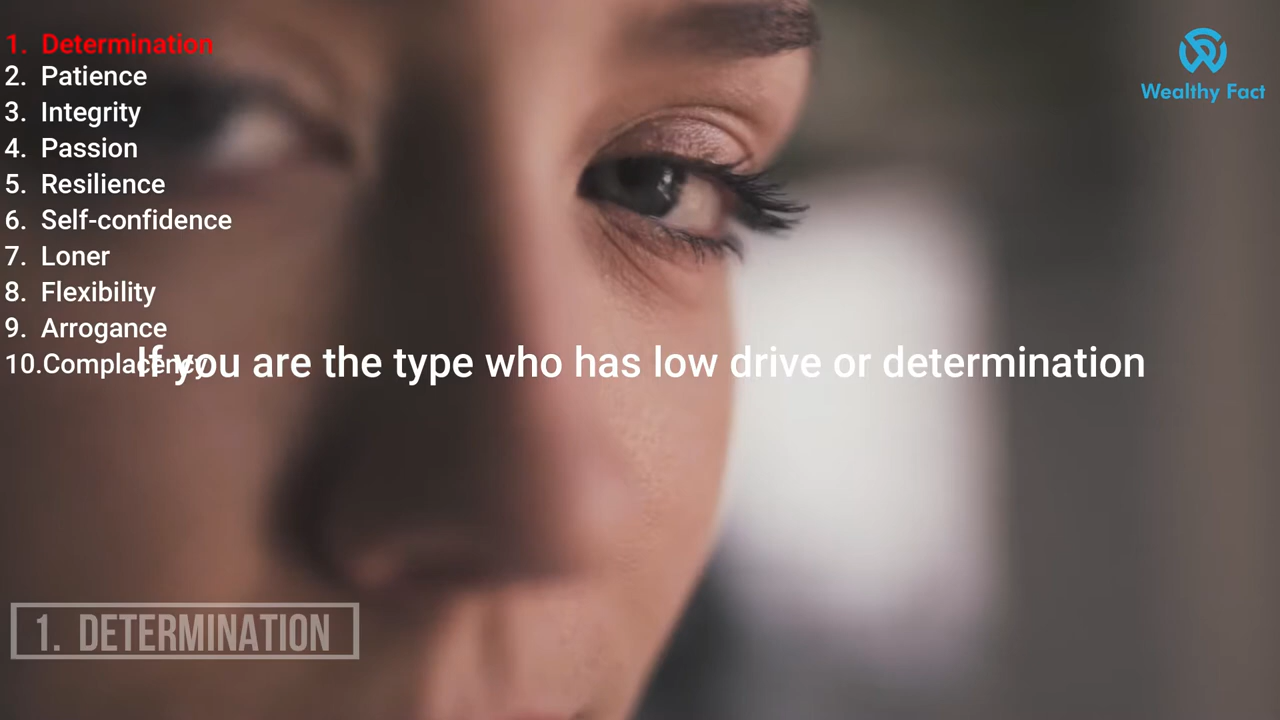 1. Determination
2. Patience
3. Integrity
4. Passion
5. Resilience
6. Self-confidence
7. Loner
8. Flexibility
9. Arrogance
10.Complacency
If you are the type who has low drive or determination
Wealthy Fact
1. DETERMINATION